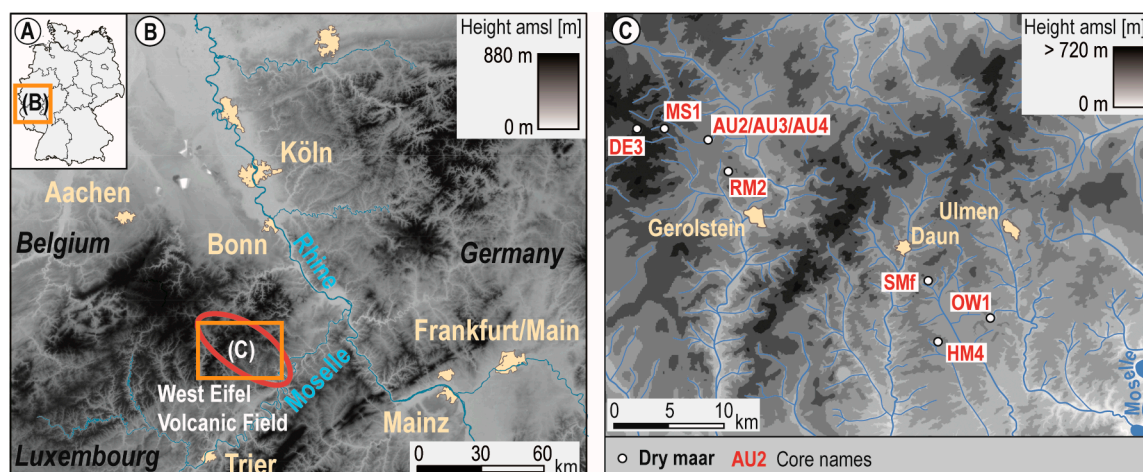 A
(B)
B
Height amsl [m]
880 m
0 m
Köln
Aachen
Belgium
Bonn
Rhine
Germany
(C)
Frankfurt/Main
Moselle
West Eifel
Volcanic Field
Mainz
Luxembourg
Trier
0 30 60
km
C
Height amsl [m]
> 720 m
0 m
MS1
AU2/AU3/AU4
DE3
RM2
Gerolstein
Ulmen
Daun
SMf
OW1
HM4
0 5 10
km
Moselle
Dry maar
AU2 Core names